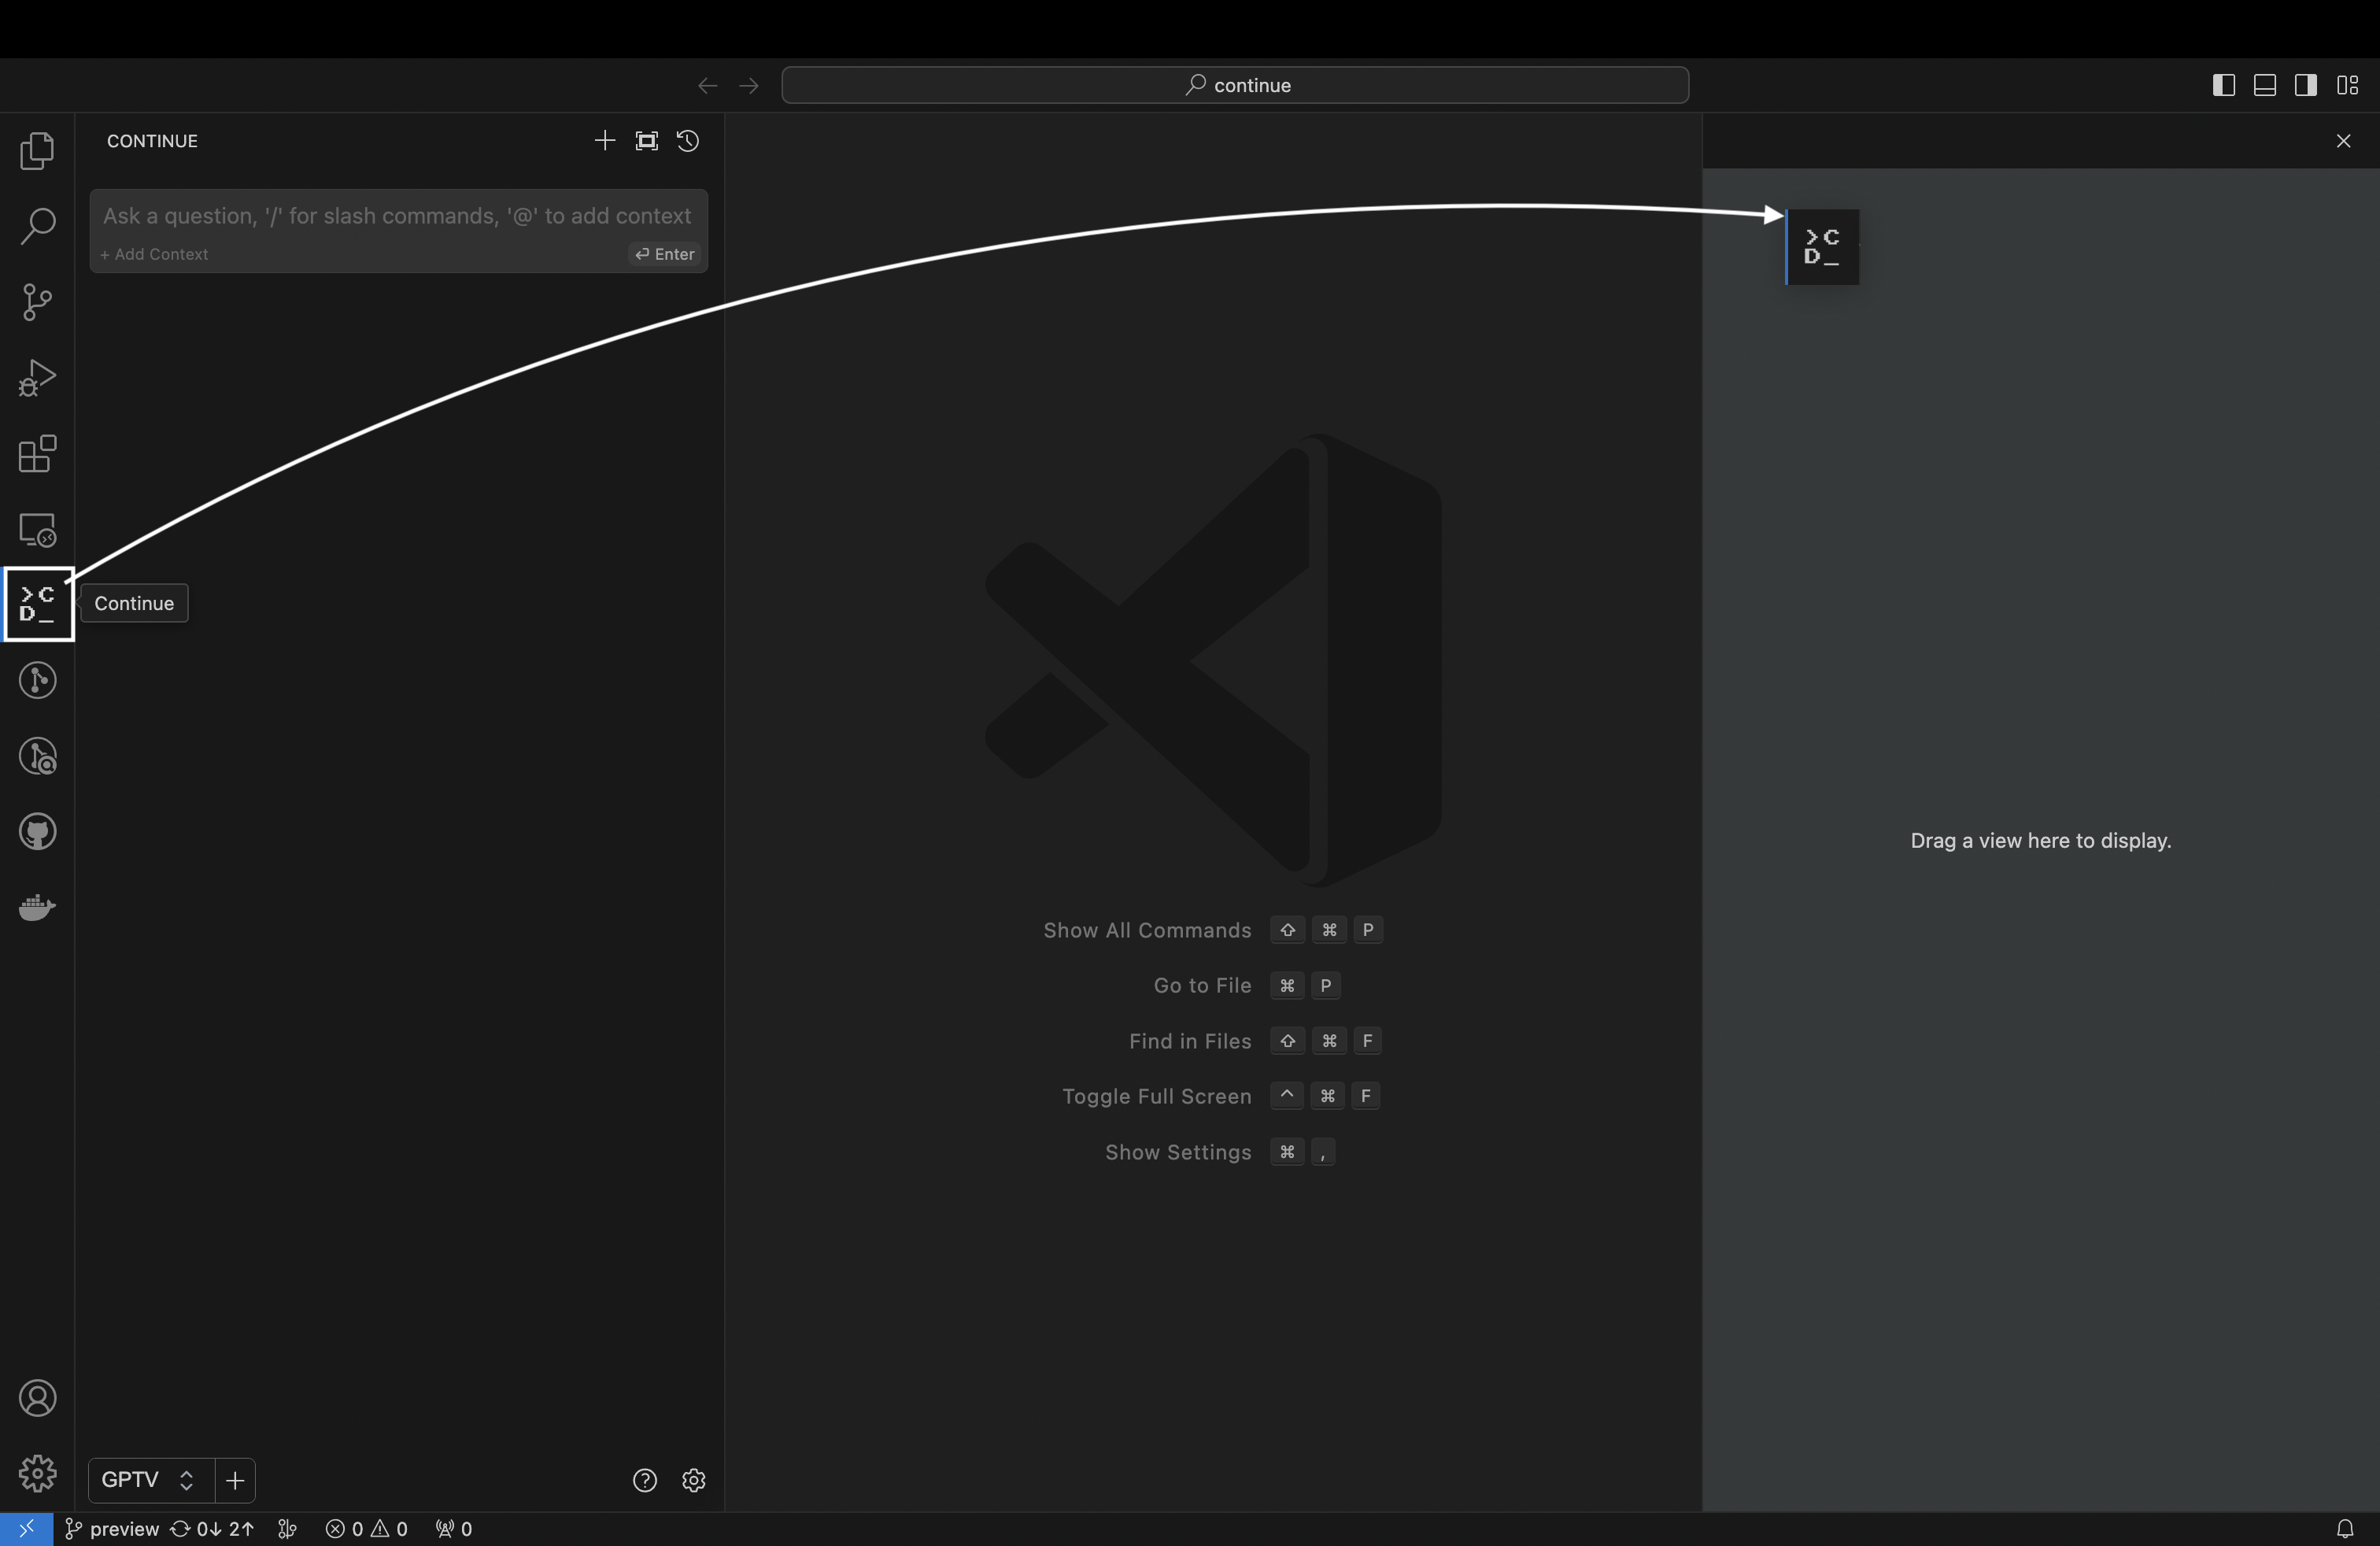 continue
CONTINUE
Ask a question, '/' for slash commands, '@' to add context
+ Add Context
Enter
>C
D_
>C
D_
Continue
Drag a view here to display.
Show All Commands ⇧ ⌘ P
Go to File ⌘ P
Find in Files ⇧ ⌘ F
Toggle Full Screen ^ ⌘ F
Show Settings ⌘ ,
GPTV
preview 0↓ 2↑ 0 0 0